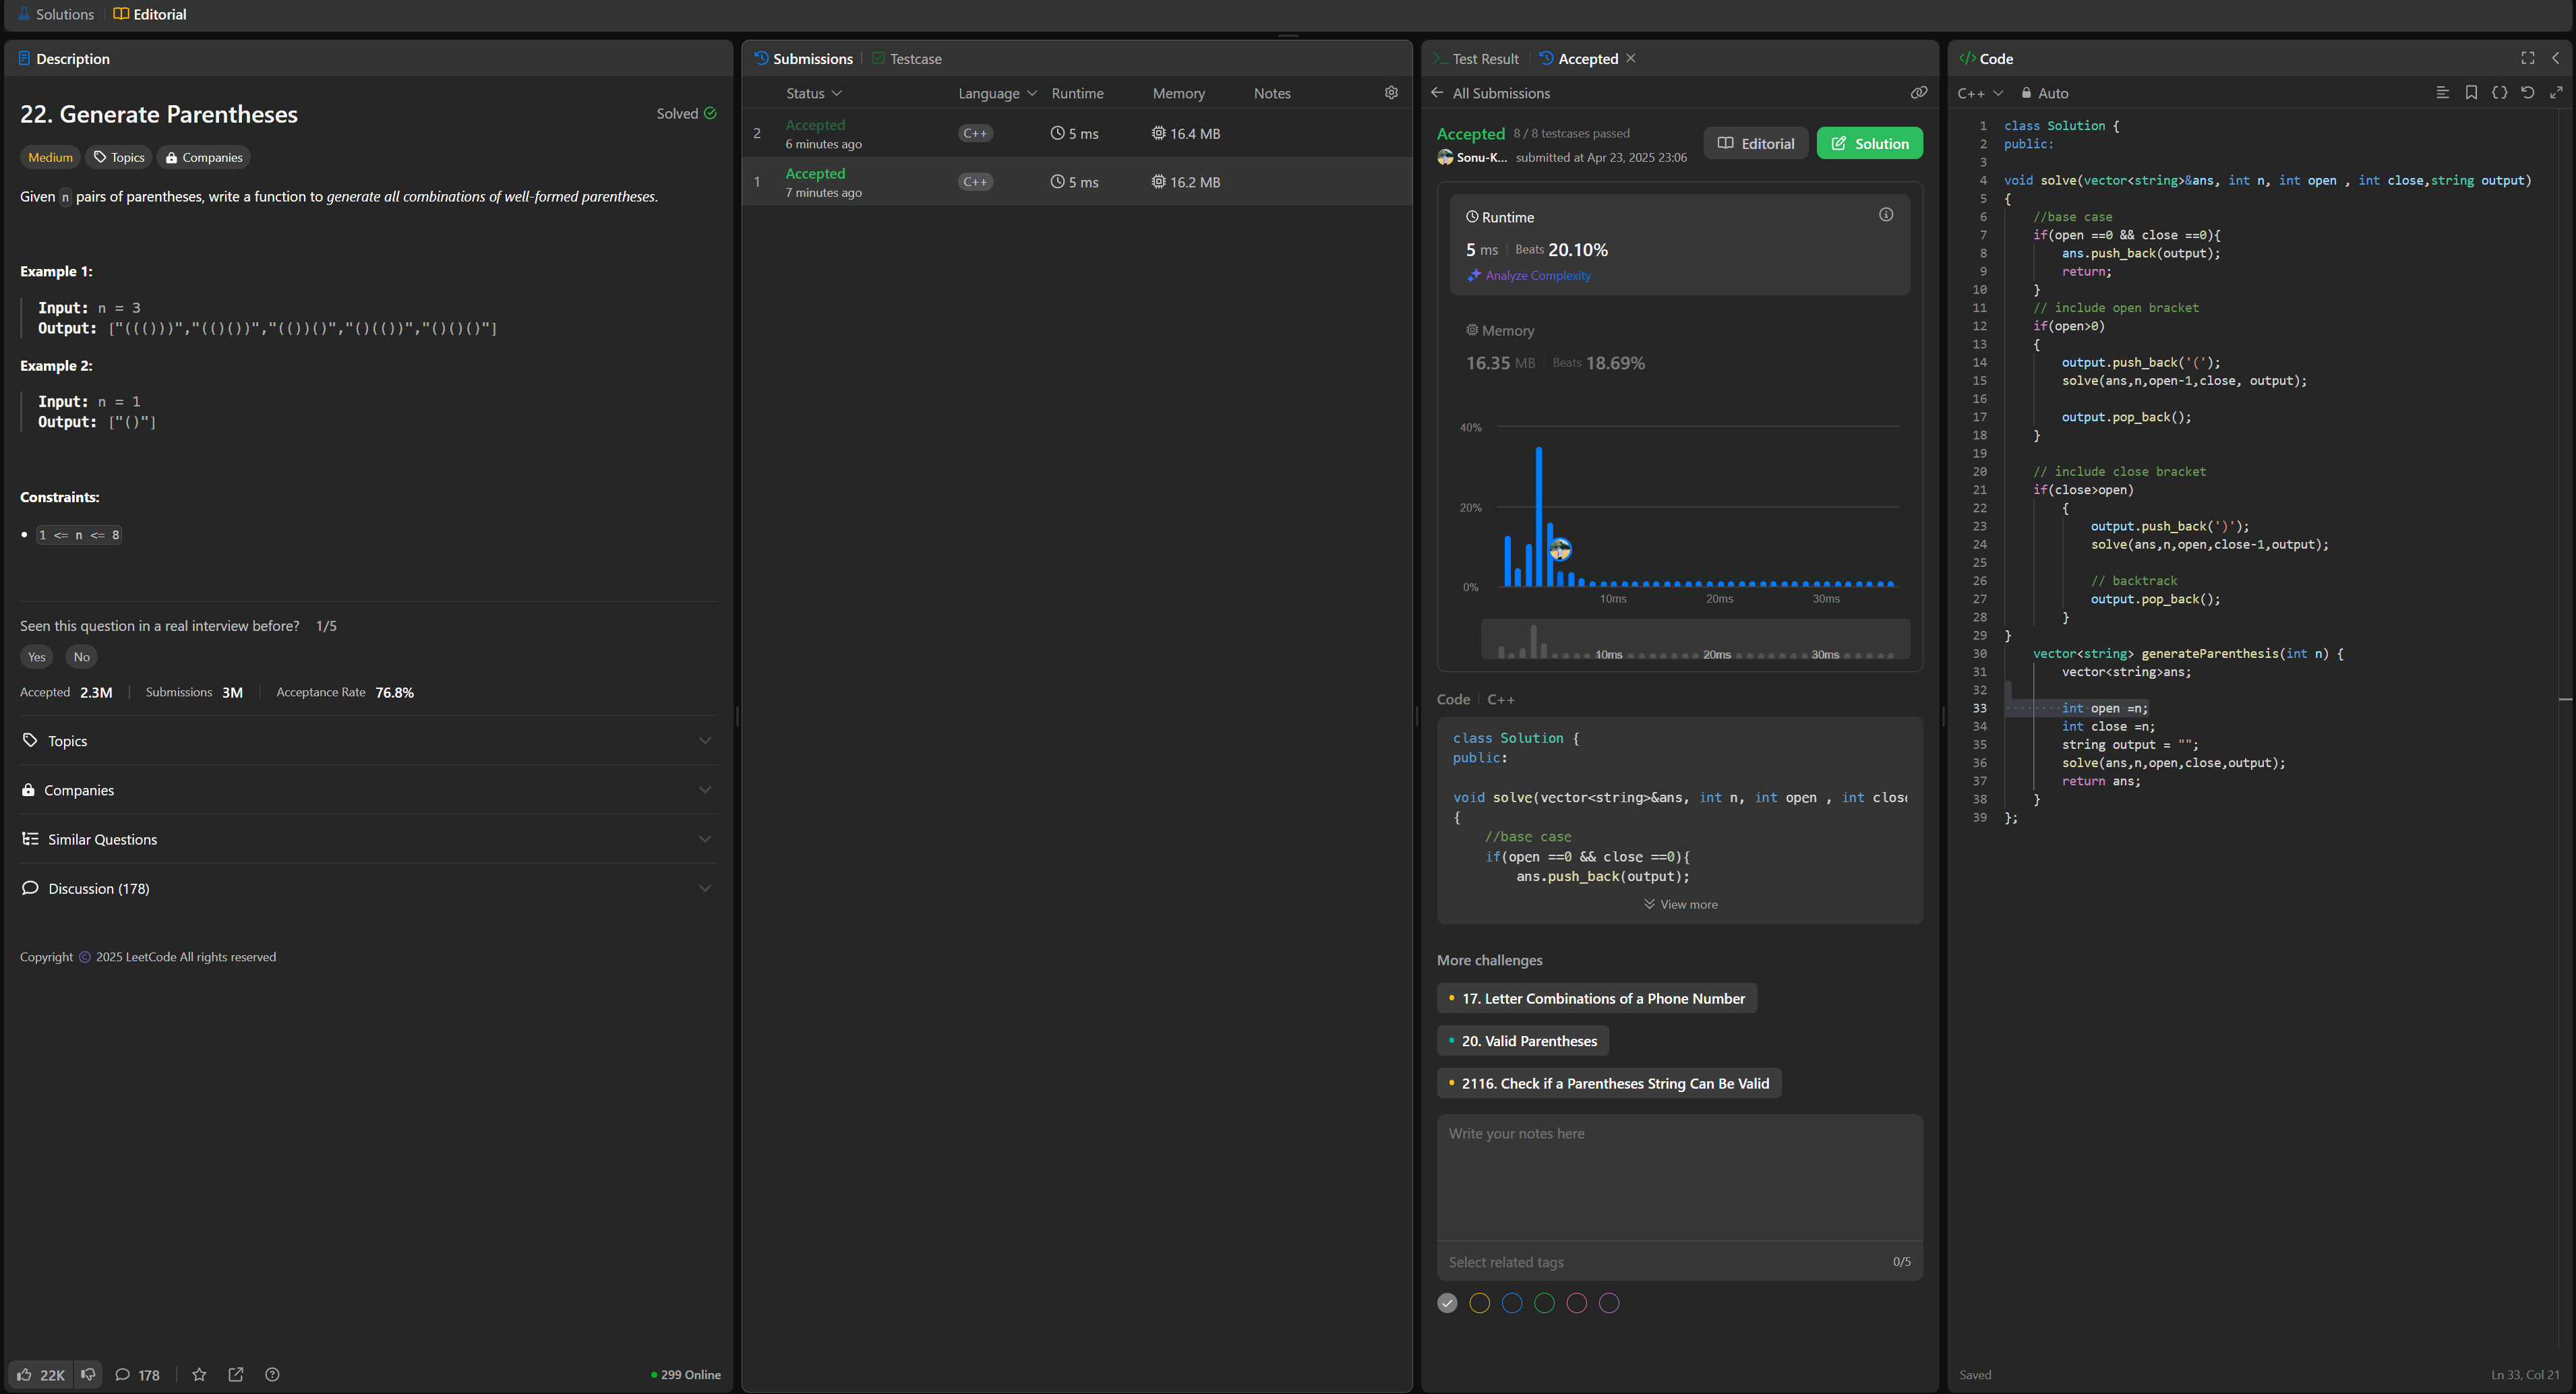 Solutions | Editorial
Description
22. Generate Parentheses
Solved
Medium Topics Companies
Given n pairs of parentheses, write a function to generate all combinations of well-formed parentheses.
Example 1:
Input: n = 3
Output: ["((()))","(()())","(())()","()(())","()()()"]
Example 2:
Input: n = 1
Output: ["()"]
Constraints:
1 <= n <= 8
Seen this question in a real interview before? 1/5
Yes No
Accepted 2.3M | Submissions 3M | Acceptance Rate 76.8%
Topics
Companies
Similar Questions
Discussion (178)
Copyright © 2025 LeetCode All rights reserved
22K 178 299 Online
Submissions | Testcase
Status Language Runtime Memory Notes
2 Accepted C++ 5 ms 16.4 MB
6 minutes ago
1 Accepted C++ 5 ms 16.2 MB
7 minutes ago
Test Result | Accepted
All Submissions
Accepted 8 / 8 testcases passed
Sonu-K... submitted at Apr 23, 2025 23:06
Editorial Solution
Runtime
5 ms | Beats 20.10%
Analyze Complexity
Memory
16.35 MB | Beats 18.69%
40%
20%
0%
10ms 20ms 30ms
10ms 20ms 30ms
Code | C++
class Solution {
public:
void solve(vector<string>&ans, int n, int open , int clos
{
//base case
if(open ==0 && close ==0){
ans.push_back(output);
View more
More challenges
17. Letter Combinations of a Phone Number
20. Valid Parentheses
2116. Check if a Parentheses String Can Be Valid
Write your notes here
Select related tags 0/5
</> Code
C++ Auto
1 class Solution {
2 public:
3
4 void solve(vector<string>&ans, int n, int open , int close,string output)
5 {
6 //base case
7 if(open ==0 && close ==0){
8 ans.push_back(output);
9 return;
10 }
11 // include open bracket
12 if(open>0)
13 {
14 output.push_back('(');
15 solve(ans,n,open-1,close, output);
16
17 output.pop_back();
18 }
19
20 // include close bracket
21 if(close>open)
22 {
23 output.push_back(')');
24 solve(ans,n,open,close-1,output);
25
26 // backtrack
27 output.pop_back();
28 }
29 }
30 vector<string> generateParenthesis(int n) {
31 vector<string>ans;
32
33 int open =n;
34 int close =n;
35 string output = "";
36 solve(ans,n,open,close,output);
37 return ans;
38 }
39 };
Saved Ln 33, Col 21